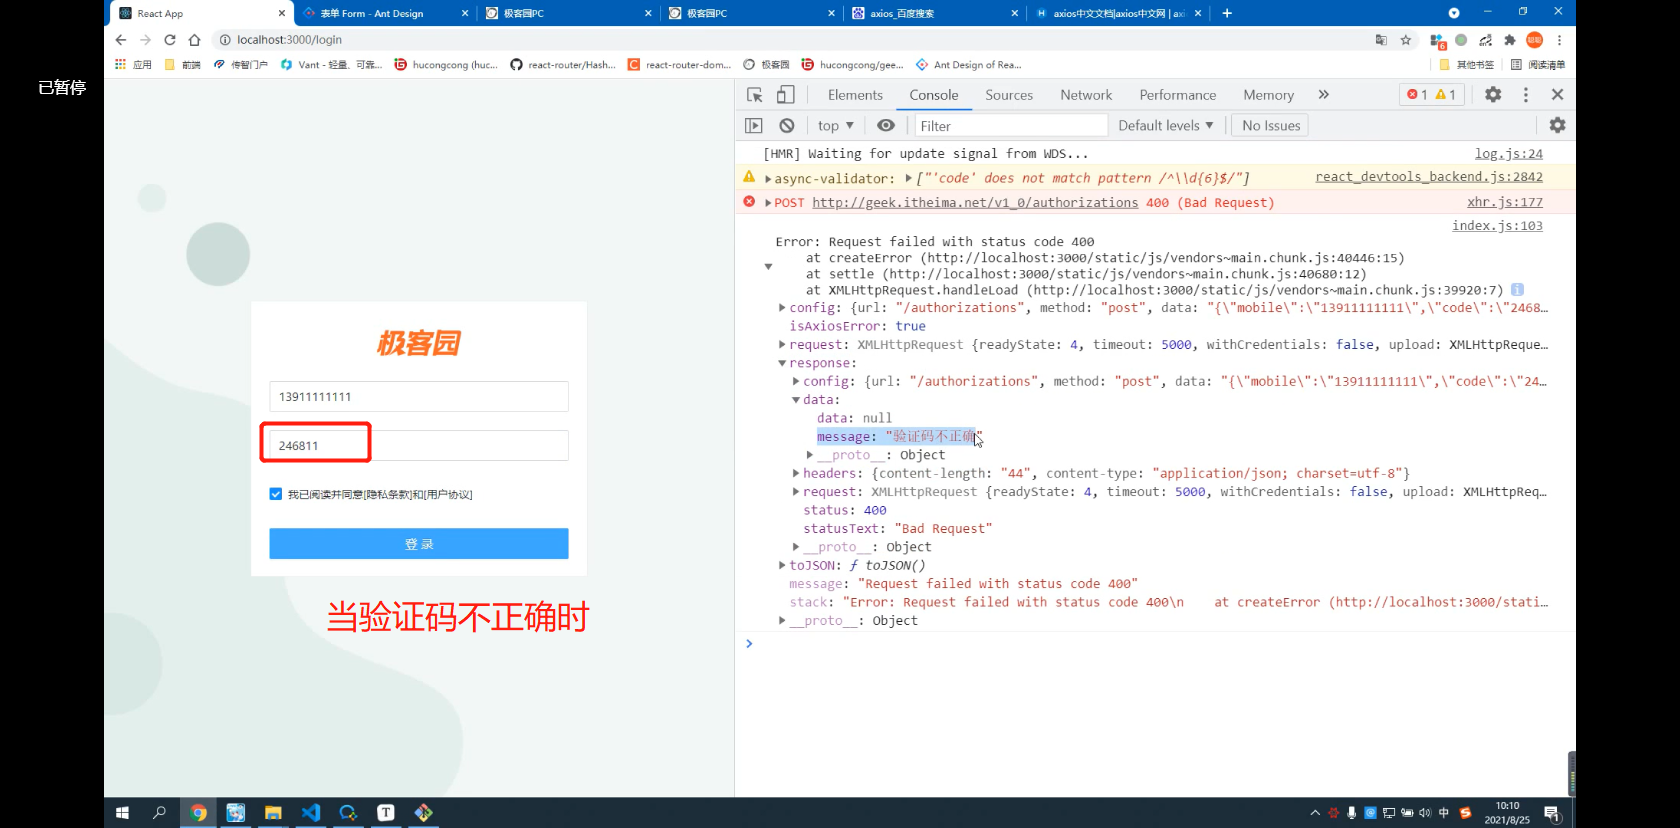 React App
表单 Form - Ant Design
极客园PC
极客园PC
axios_百度搜索
axios中文文档|axios中文网 | axi
localhost:3000/login
应用
前端
传智门户
Vant - 轻量、可靠...
hucongcong (huc...
react-router/Hash...
react-router-dom...
极客园
hucongcong/gee...
Ant Design of Rea...
其他书签
阅读清单
已暂停
Elements
Console
Sources
Network
Performance
Memory
1
1
top
Filter
Default levels
No Issues
[HMR] Waiting for update signal from WDS...
log.js:24
async-validator: ["'code' does not match pattern /^\\d{6}$/"]
react_devtools_backend.js:2842
POST http://geek.itheima.net/v1_0/authorizations 400 (Bad Request)
xhr.js:177
index.js:103
Error: Request failed with status code 400
at createError (http://localhost:3000/static/js/vendors~main.chunk.js:40446:15)
at settle (http://localhost:3000/static/js/vendors~main.chunk.js:40680:12)
at XMLHttpRequest.handleLoad (http://localhost:3000/static/js/vendors~main.chunk.js:39920:7)
config: {url: "/authorizations", method: "post", data: "{\"mobile\":\"13911111111\",\"code\":\"2468…
isAxiosError: true
request: XMLHttpRequest {readyState: 4, timeout: 5000, withCredentials: false, upload: XMLHttpReque…
response:
config: {url: "/authorizations", method: "post", data: "{\"mobile\":\"13911111111\",\"code\":\"24…
data:
data: null
message: "验证码不正确"
__proto__: Object
headers: {content-length: "44", content-type: "application/json; charset=utf-8"}
request: XMLHttpRequest {readyState: 4, timeout: 5000, withCredentials: false, upload: XMLHttpReq…
status: 400
statusText: "Bad Request"
__proto__: Object
toJSON: ƒ toJSON()
message: "Request failed with status code 400"
stack: "Error: Request failed with status code 400\n    at createError (http://localhost:3000/stati…
__proto__: Object
极客园
13911111111
246811
我已阅读并同意[隐私条款]和[用户协议]
登 录
当验证码不正确时
中
10:10
2021/8/25